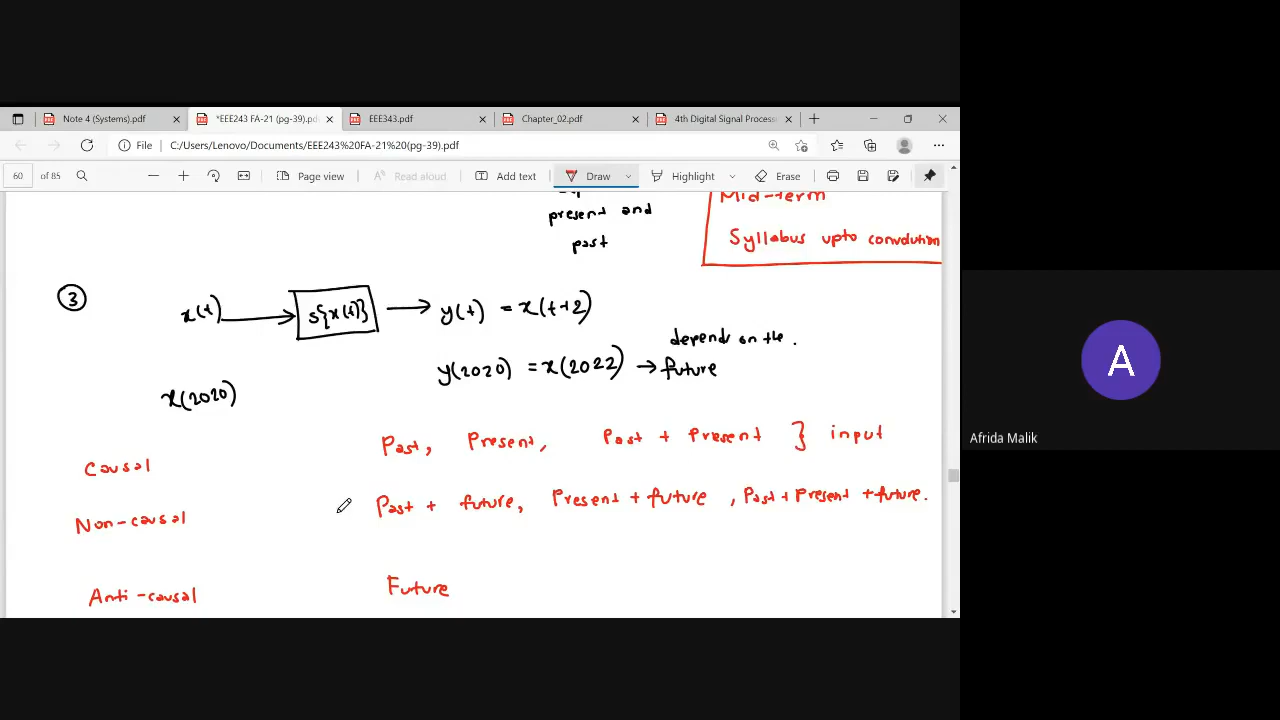 Note 4 (Systems).pdf
*EEE243 FA-21 (pg-39).pd
EEE343.pdf
Chapter_02.pdf
4th Digital Signal Process
File C:/Users/Lenovo/Documents/EEE243%20FA-21%20(pg-39).pdf
60 of 85
Page view
Read aloud
Add text
Draw
Highlight
Erase
present and
past
Mid-term
Syllabus upto convolution
3
x(t) s{x(t)} y(t) = x(t+2)
depends on the .
y(2020) = x(2022) → future
x(2020)
Past, Present, Past + Present } input
Causal
Past + future, Present + future , Past + Present + future.
Non-causal
Anti-causal Future
A
Afrida Malik